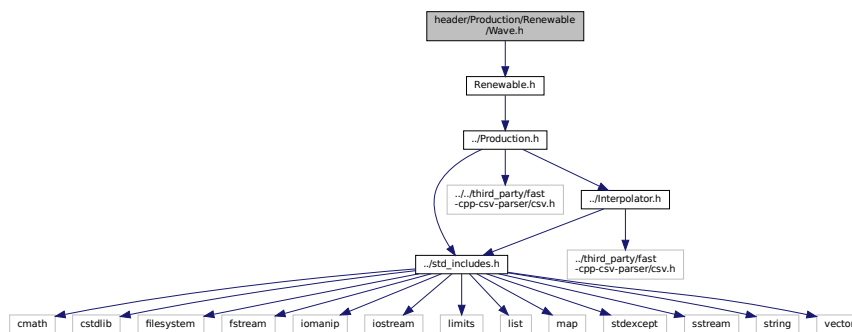 header/Production/Renewable
/Wave.h
Renewable.h
../Production.h
../../third_party/fast
-cpp-csv-parser/csv.h
../Interpolator.h
../std_includes.h
../third_party/fast
-cpp-csv-parser/csv.h
cmath
cstdlib
filesystem
fstream
iomanip
iostream
limits
list
map
stdexcept
sstream
string
vector